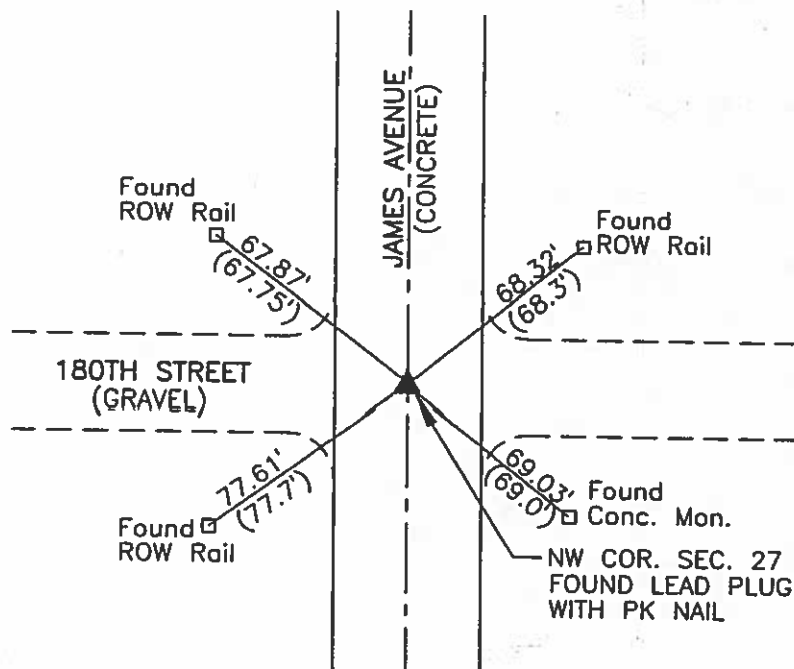 JAMES AVENUE
(CONCRETE)
Found
ROW Rail
67.87'
(67.75')
Found
ROW Rail
68.32'
(68.3')
180TH STREET
(GRAVEL)
77.61'
(77.7')
Found
ROW Rail
69.03'
(69.0')
Found
Conc. Mon.
NW COR. SEC. 27
FOUND LEAD PLUG
WITH PK NAIL